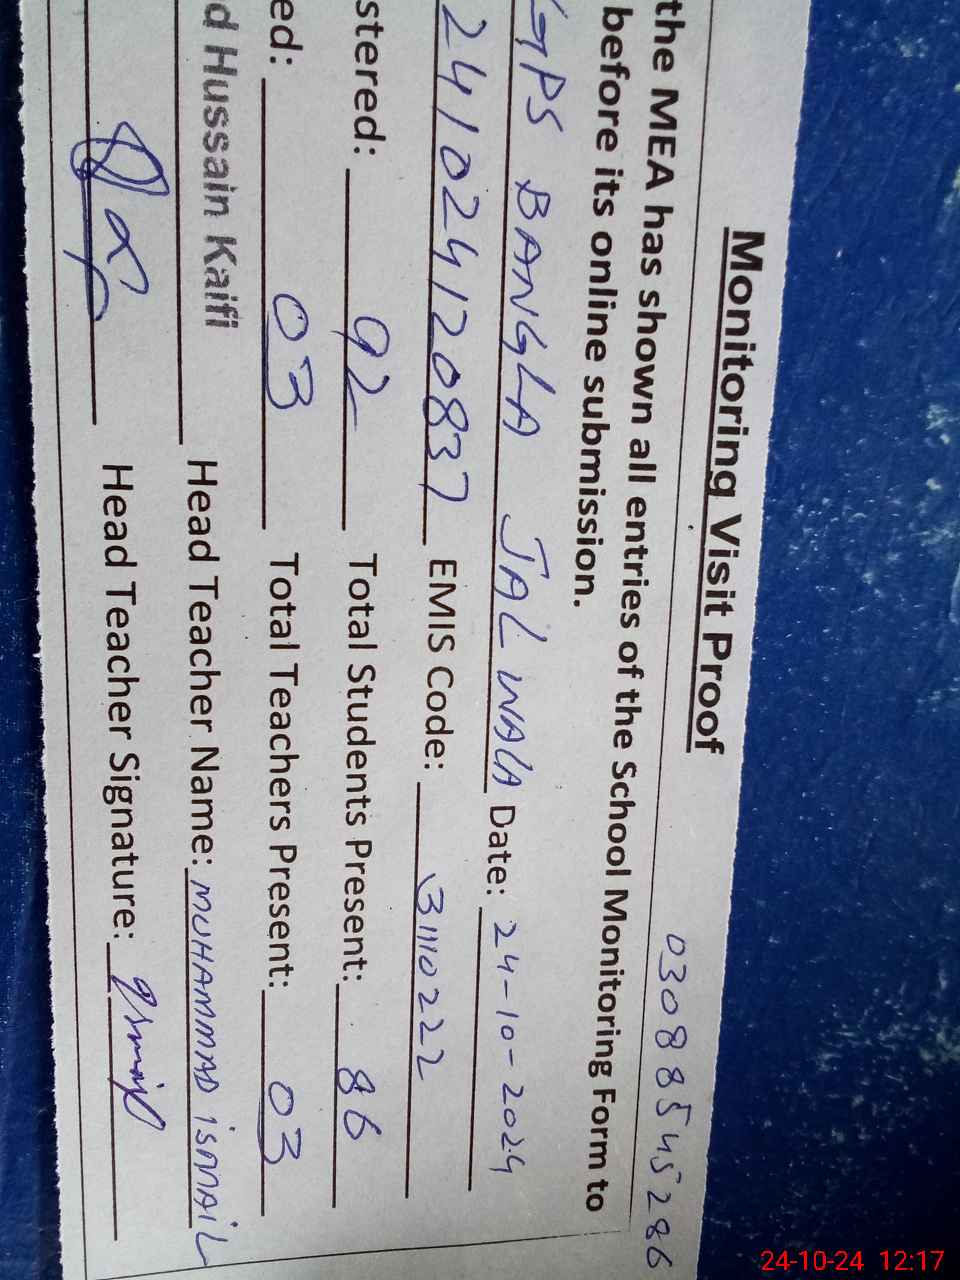 Monitoring Visit Proof
03088545286
the MEA has shown all entries of the School Monitoring Form to
before its online submission.
GPS BANGLA JAL WALA Date: 24-10-2024
241024120837 EMIS Code: 31110222
stered: 92 Total Students Present: 86
ed: 03 Total Teachers Present: 03
d Hussain Kaifi Head Teacher Name: MUHAMMAD ISMAIL
Head Teacher Signature:
24-10-24 12:17